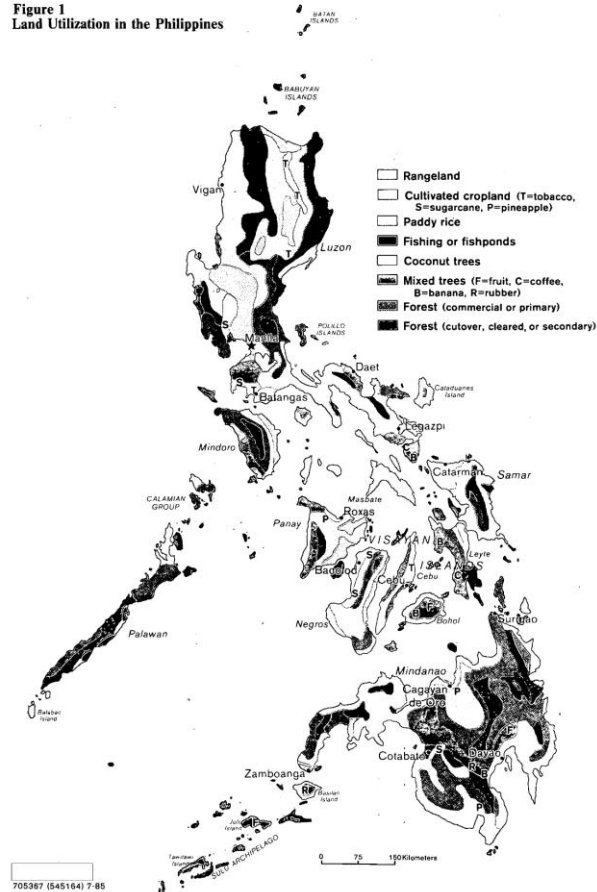 Figure 1
Land Utilization in the Philippines
BATAN
ISLANDS
BABUYAN
ISLANDS
Vigan
T
T
T
Luzon
Rangeland
Cultivated cropland (T=tobacco,
S=sugarcane, P=pineapple)
Paddy rice
Fishing or fishponds
Coconut trees
Mixed trees (F=fruit, C=coffee,
B=banana, R=rubber)
Forest (commercial or primary)
Forest (cutover, cleared, or secondary)
S
Manila
POLILLO
ISLANDS
S
Batangas
Daet
Catanduanes
Island
Legazpi
C
B
Mindoro
Catarman
Samar
CALAMIAN
GROUP
Masbate
Roxas
P
Panay
VISAYAN
ISLANDS
B
Leyte
S
Bacolod
T
Cebu
Cebu
C
S
F
B
Bohol
Negros
Surigao
Palawan
Mindanao
Cagayan
de Oro
P
Balabac
Island
F
Cotabato
S
Davao
R
B
Zamboanga
R
Basilan
Island
P
Jolo
Island
F
Tawitawi
Island
SULU ARCHIPELAGO
0 75 150 Kilometers
705367 (545164) 7-85